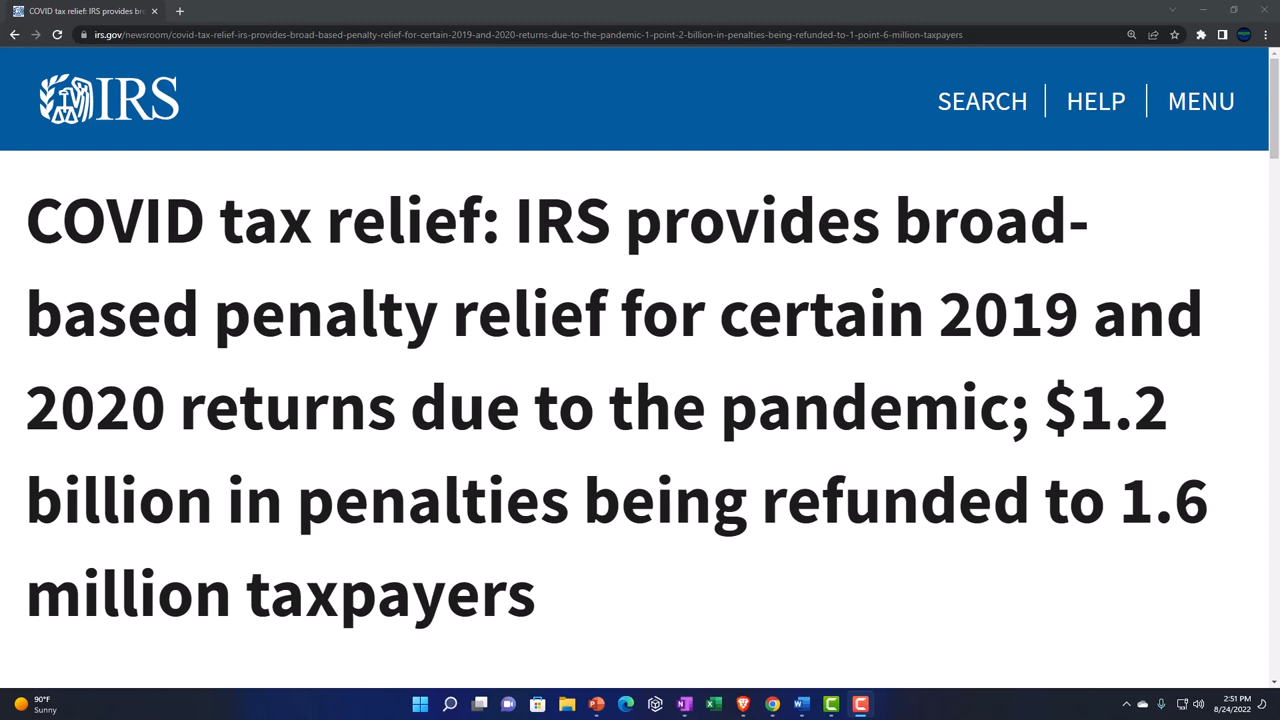 COVID tax relief: IRS provides bro
irs.gov/newsroom/covid-tax-relief-irs-provides-broad-based-penalty-relief-for-certain-2019-and-2020-returns-due-to-the-pandemic-1-point-2-billion-in-penalties-being-refunded-to-1-point-6-million-taxpayers
IRS
SEARCH HELP MENU
COVID tax relief: IRS provides broad-
based penalty relief for certain 2019 and
2020 returns due to the pandemic; $1.2
billion in penalties being refunded to 1.6
million taxpayers
90°F
Sunny
2:51 PM
8/24/2022